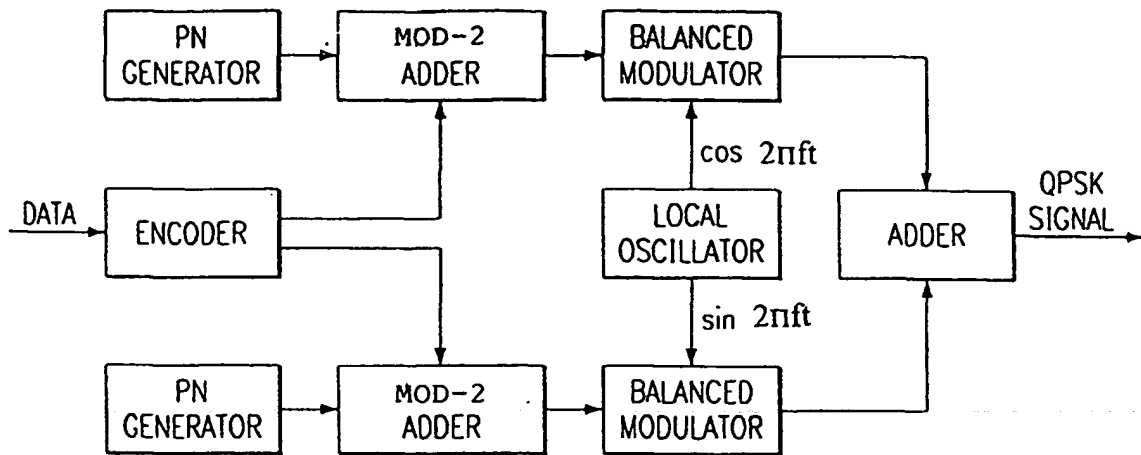 PN
GENERATOR
MOD-2
ADDER
BALANCED
MODULATOR
cos 2πft
DATA
ENCODER
LOCAL
OSCILLATOR
ADDER
QPSK
SIGNAL
sin 2πft
PN
GENERATOR
MOD-2
ADDER
BALANCED
MODULATOR